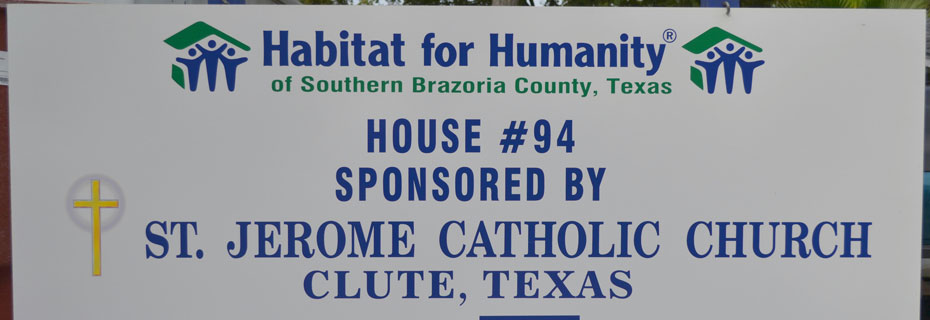 Habitat for Humanity®
of Southern Brazoria County, Texas
HOUSE #94
SPONSORED BY
ST. JEROME CATHOLIC CHURCH
CLUTE, TEXAS